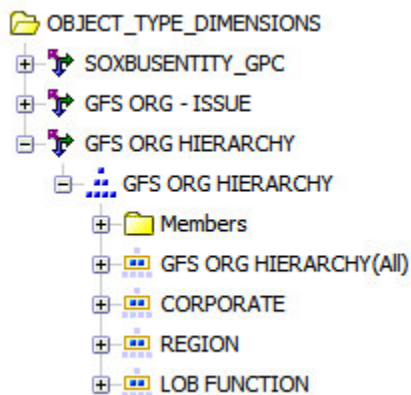 OBJECT_TYPE_DIMENSIONS
SOXBUSENTITY_GPC
GFS ORG - ISSUE
GFS ORG HIERARCHY
GFS ORG HIERARCHY
Members
GFS ORG HIERARCHY(All)
CORPORATE
REGION
LOB FUNCTION